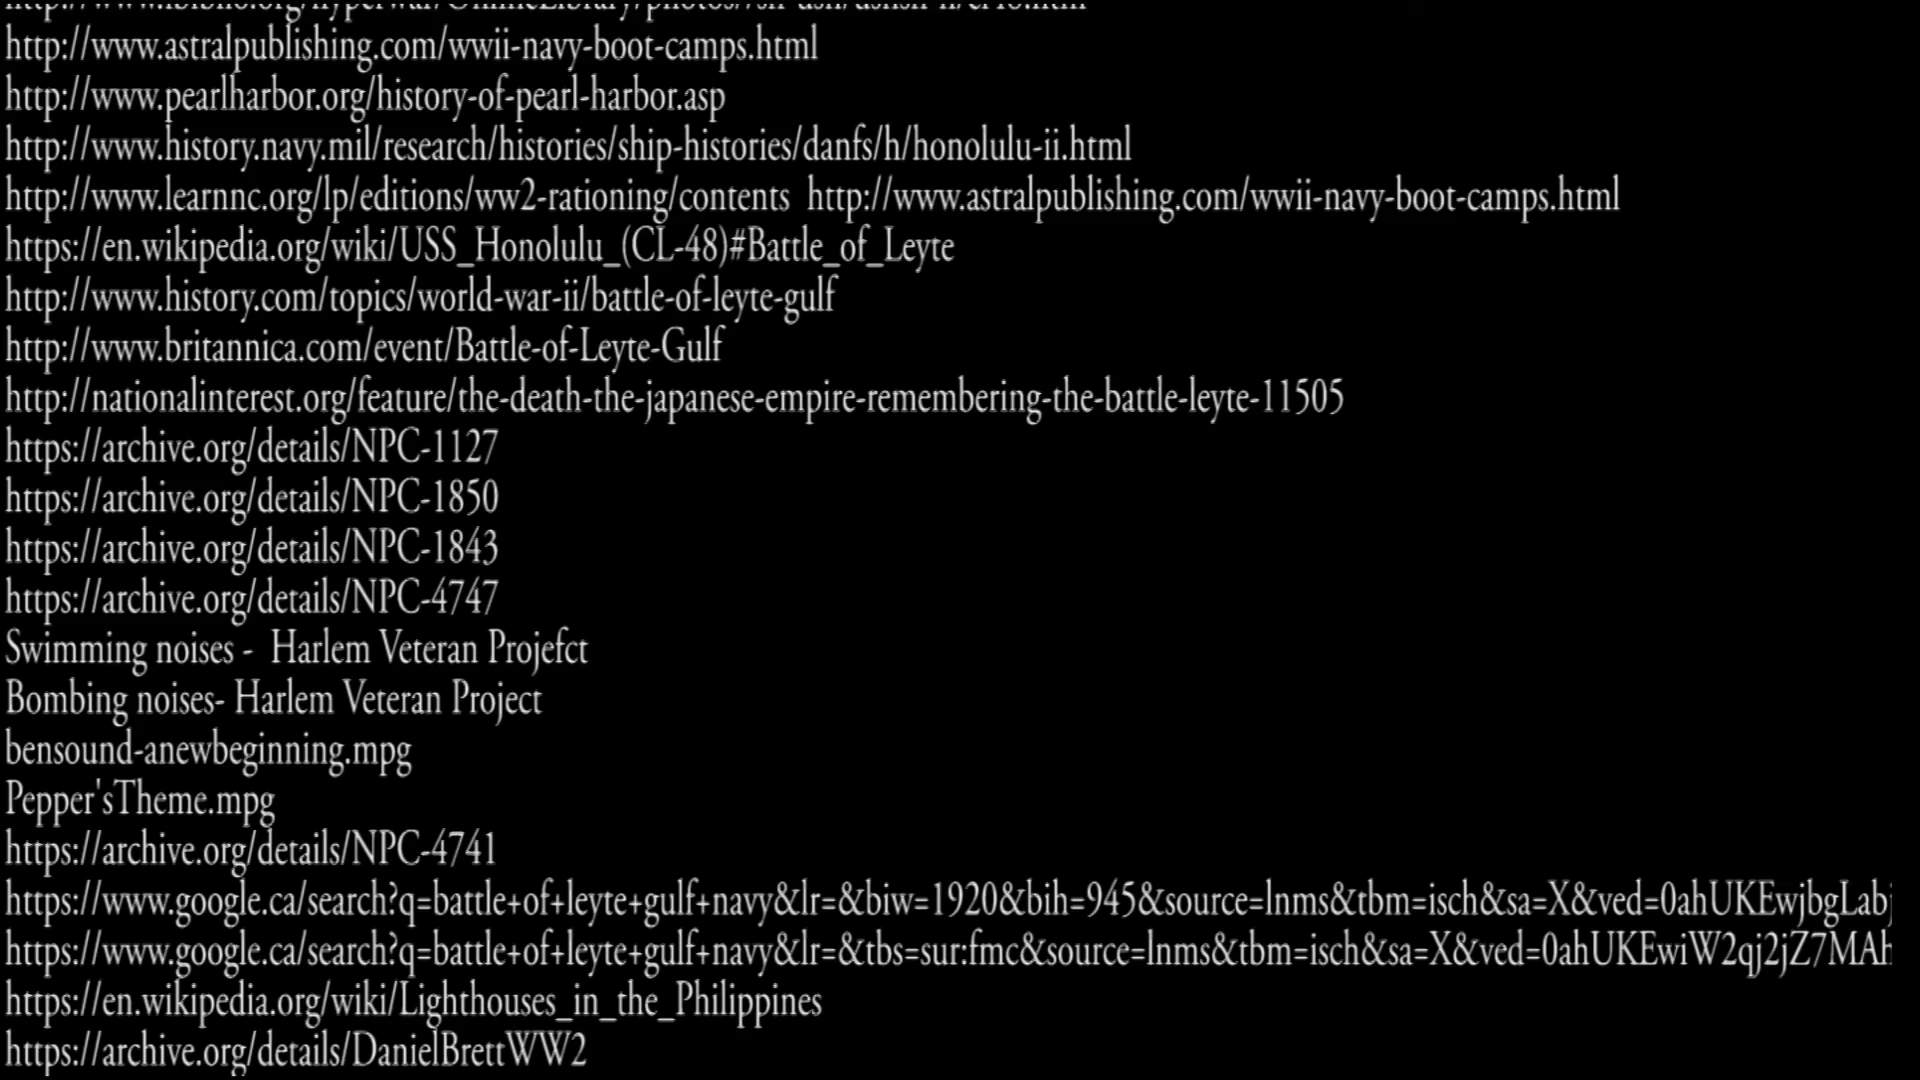 http://www.astralpublishing.com/wwii-navy-boot-camps.html
http://www.pearlharbor.org/history-of-pearl-harbor.asp
http://www.history.navy.mil/research/histories/ship-histories/danfs/h/honolulu-ii.html
http://www.learnnc.org/lp/editions/ww2-rationing/contents  http://www.astralpublishing.com/wwii-navy-boot-camps.html
https://en.wikipedia.org/wiki/USS_Honolulu_(CL-48)#Battle_of_Leyte
http://www.history.com/topics/world-war-ii/battle-of-leyte-gulf
http://www.britannica.com/event/Battle-of-Leyte-Gulf
http://nationalinterest.org/feature/the-death-the-japanese-empire-remembering-the-battle-leyte-11505
https://archive.org/details/NPC-1127
https://archive.org/details/NPC-1850
https://archive.org/details/NPC-1843
https://archive.org/details/NPC-4747
Swimming noises -  Harlem Veteran Projefct
Bombing noises- Harlem Veteran Project
bensound-anewbeginning.mpg
Pepper'sTheme.mpg
https://archive.org/details/NPC-4741
https://www.google.ca/search?q=battle+of+leyte+gulf+navy&lr=&biw=1920&bih=945&source=lnms&tbm=isch&sa=X&ved=0ahUKEwjbgLabj
https://www.google.ca/search?q=battle+of+leyte+gulf+navy&lr=&tbs=sur:fmc&source=lnms&tbm=isch&sa=X&ved=0ahUKEwiW2qj2jZ7MAh
https://en.wikipedia.org/wiki/Lighthouses_in_the_Philippines
https://archive.org/details/DanielBrettWW2